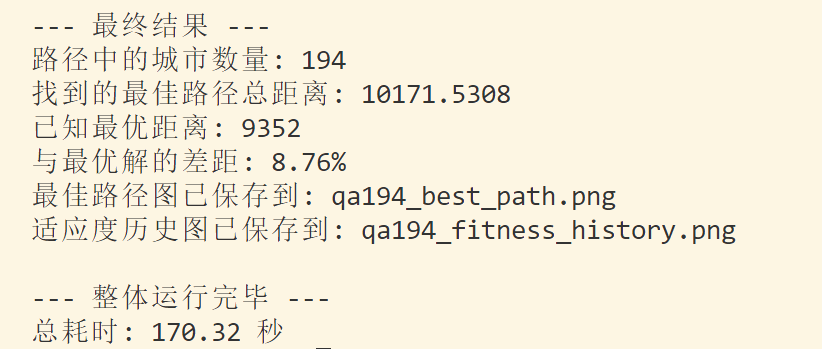 --- 最终结果 ---
路径中的城市数量: 194
找到的最佳路径总距离: 10171.5308
已知最优距离: 9352
与最优解的差距: 8.76%
最佳路径图已保存到: qa194_best_path.png
适应度历史图已保存到: qa194_fitness_history.png
--- 整体运行完毕 ---
总耗时: 170.32 秒